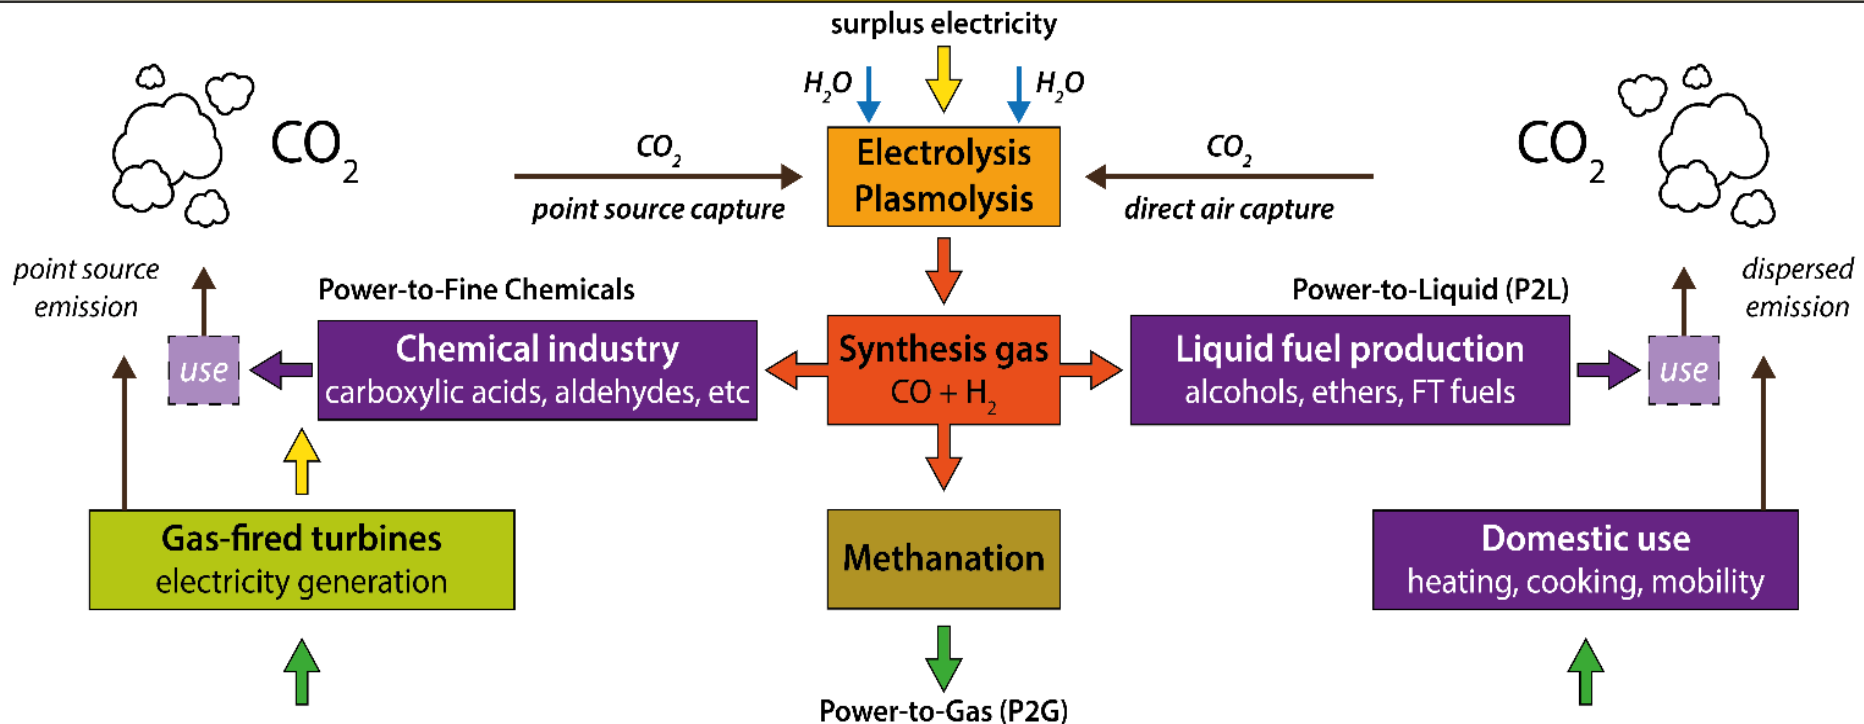 surplus electricity
H₂O
H₂O
CO₂
CO₂
Electrolysis
Plasmolysis
CO₂
point source capture
CO₂
direct air capture
point source
emission
dispersed
emission
Power-to-Fine Chemicals
Power-to-Liquid (P2L)
use
Chemical industry
carboxylic acids, aldehydes, etc
Synthesis gas
CO + H₂
Liquid fuel production
alcohols, ethers, FT fuels
use
Gas-fired turbines
electricity generation
Methanation
Domestic use
heating, cooking, mobility
Power-to-Gas (P2G)